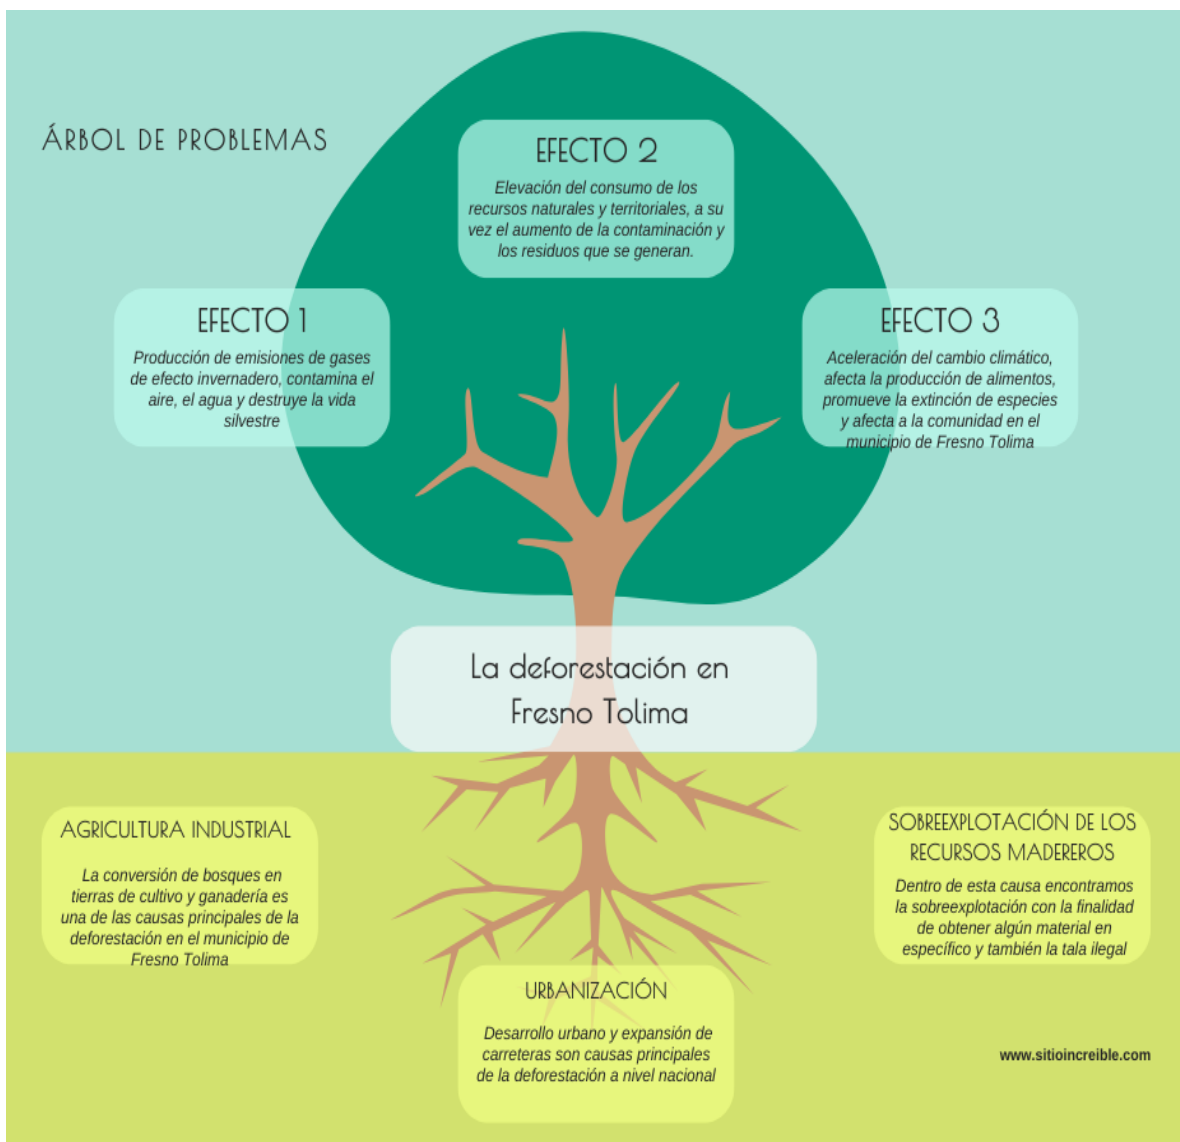 ÁRBOL DE PROBLEMAS
EFECTO 2
Elevación del consumo de los
recursos naturales y territoriales, a su
vez el aumento de la contaminación y
los residuos que se generan.
EFECTO 1
Producción de emisiones de gases
de efecto invernadero, contamina el
aire, el agua y destruye la vida
silvestre
EFECTO 3
Aceleración del cambio climático,
afecta la producción de alimentos,
promueve la extinción de especies
y afecta a la comunidad en el
municipio de Fresno Tolima
La deforestación en
Fresno Tolima
AGRICULTURA INDUSTRIAL
La conversión de bosques en
tierras de cultivo y ganadería es
una de las causas principales de la
deforestación en el municipio de
Fresno Tolima
SOBREEXPLOTACIÓN DE LOS
RECURSOS MADEREROS
Dentro de esta causa encontramos
la sobreexplotación con la finalidad
de obtener algún material en
específico y también la tala ilegal
URBANIZACIÓN
Desarrollo urbano y expansión de
carreteras son causas principales
de la deforestación a nivel nacional
www.sitioincreible.com